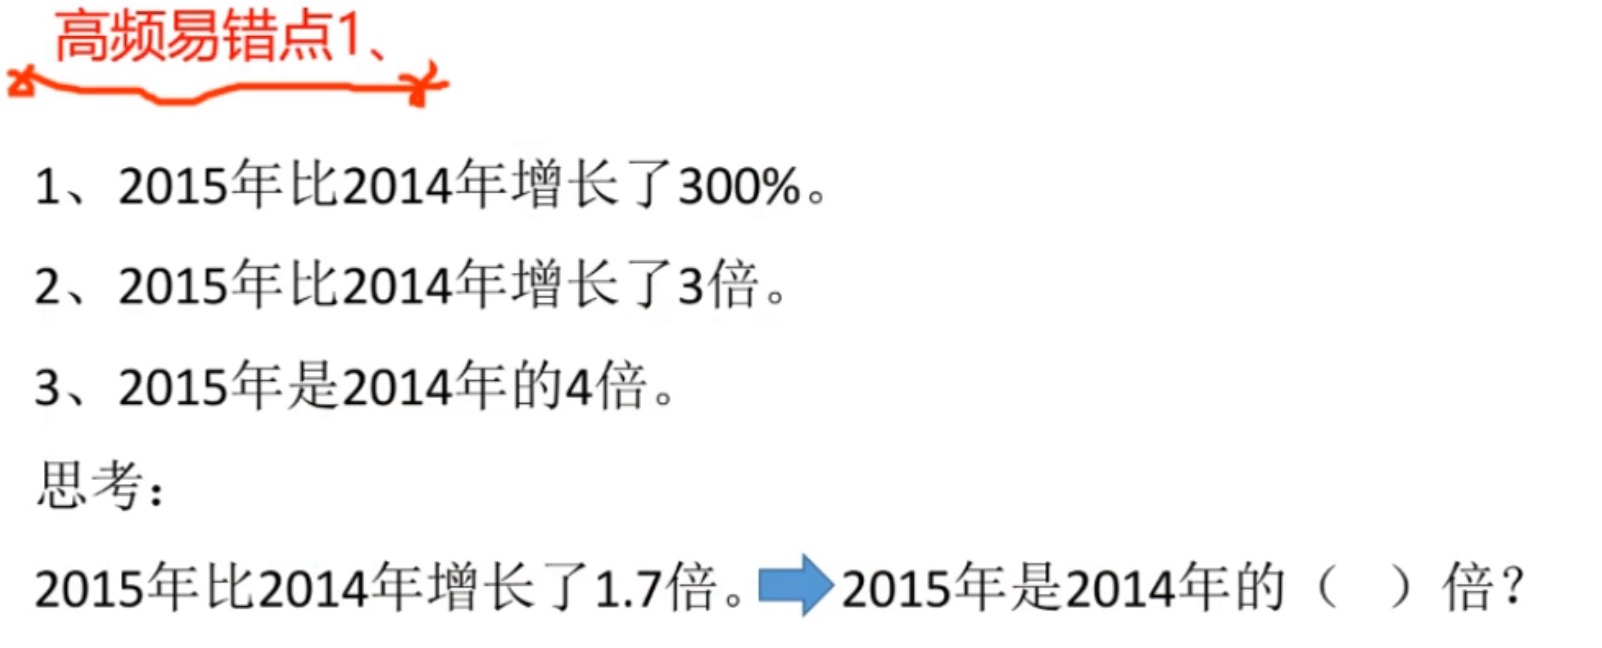 高频易错点1、
1、2015年比2014年增长了300%。
2、2015年比2014年增长了3倍。
3、2015年是2014年的4倍。
思考:
2015年比2014年增长了1.7倍。2015年是2014年的（ ）倍？